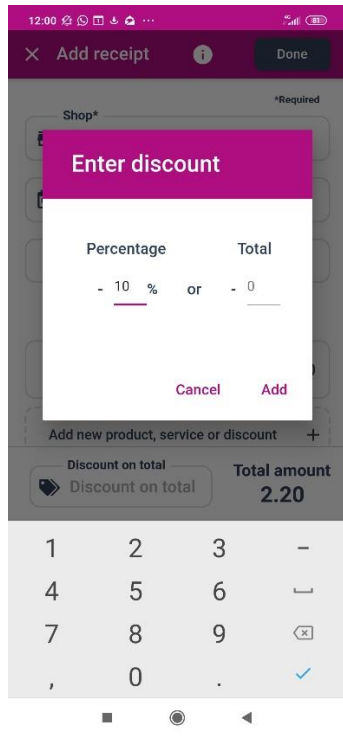 12:00
81
Add receipt
Done
*Required
Shop*
Enter discount
Percentage Total
- 10 % or - 0
Cancel Add
Add new product, service or discount +
Discount on total
Discount on total
Total amount
2.20
1 2 3 -
4 5 6
7 8 9
, 0 .